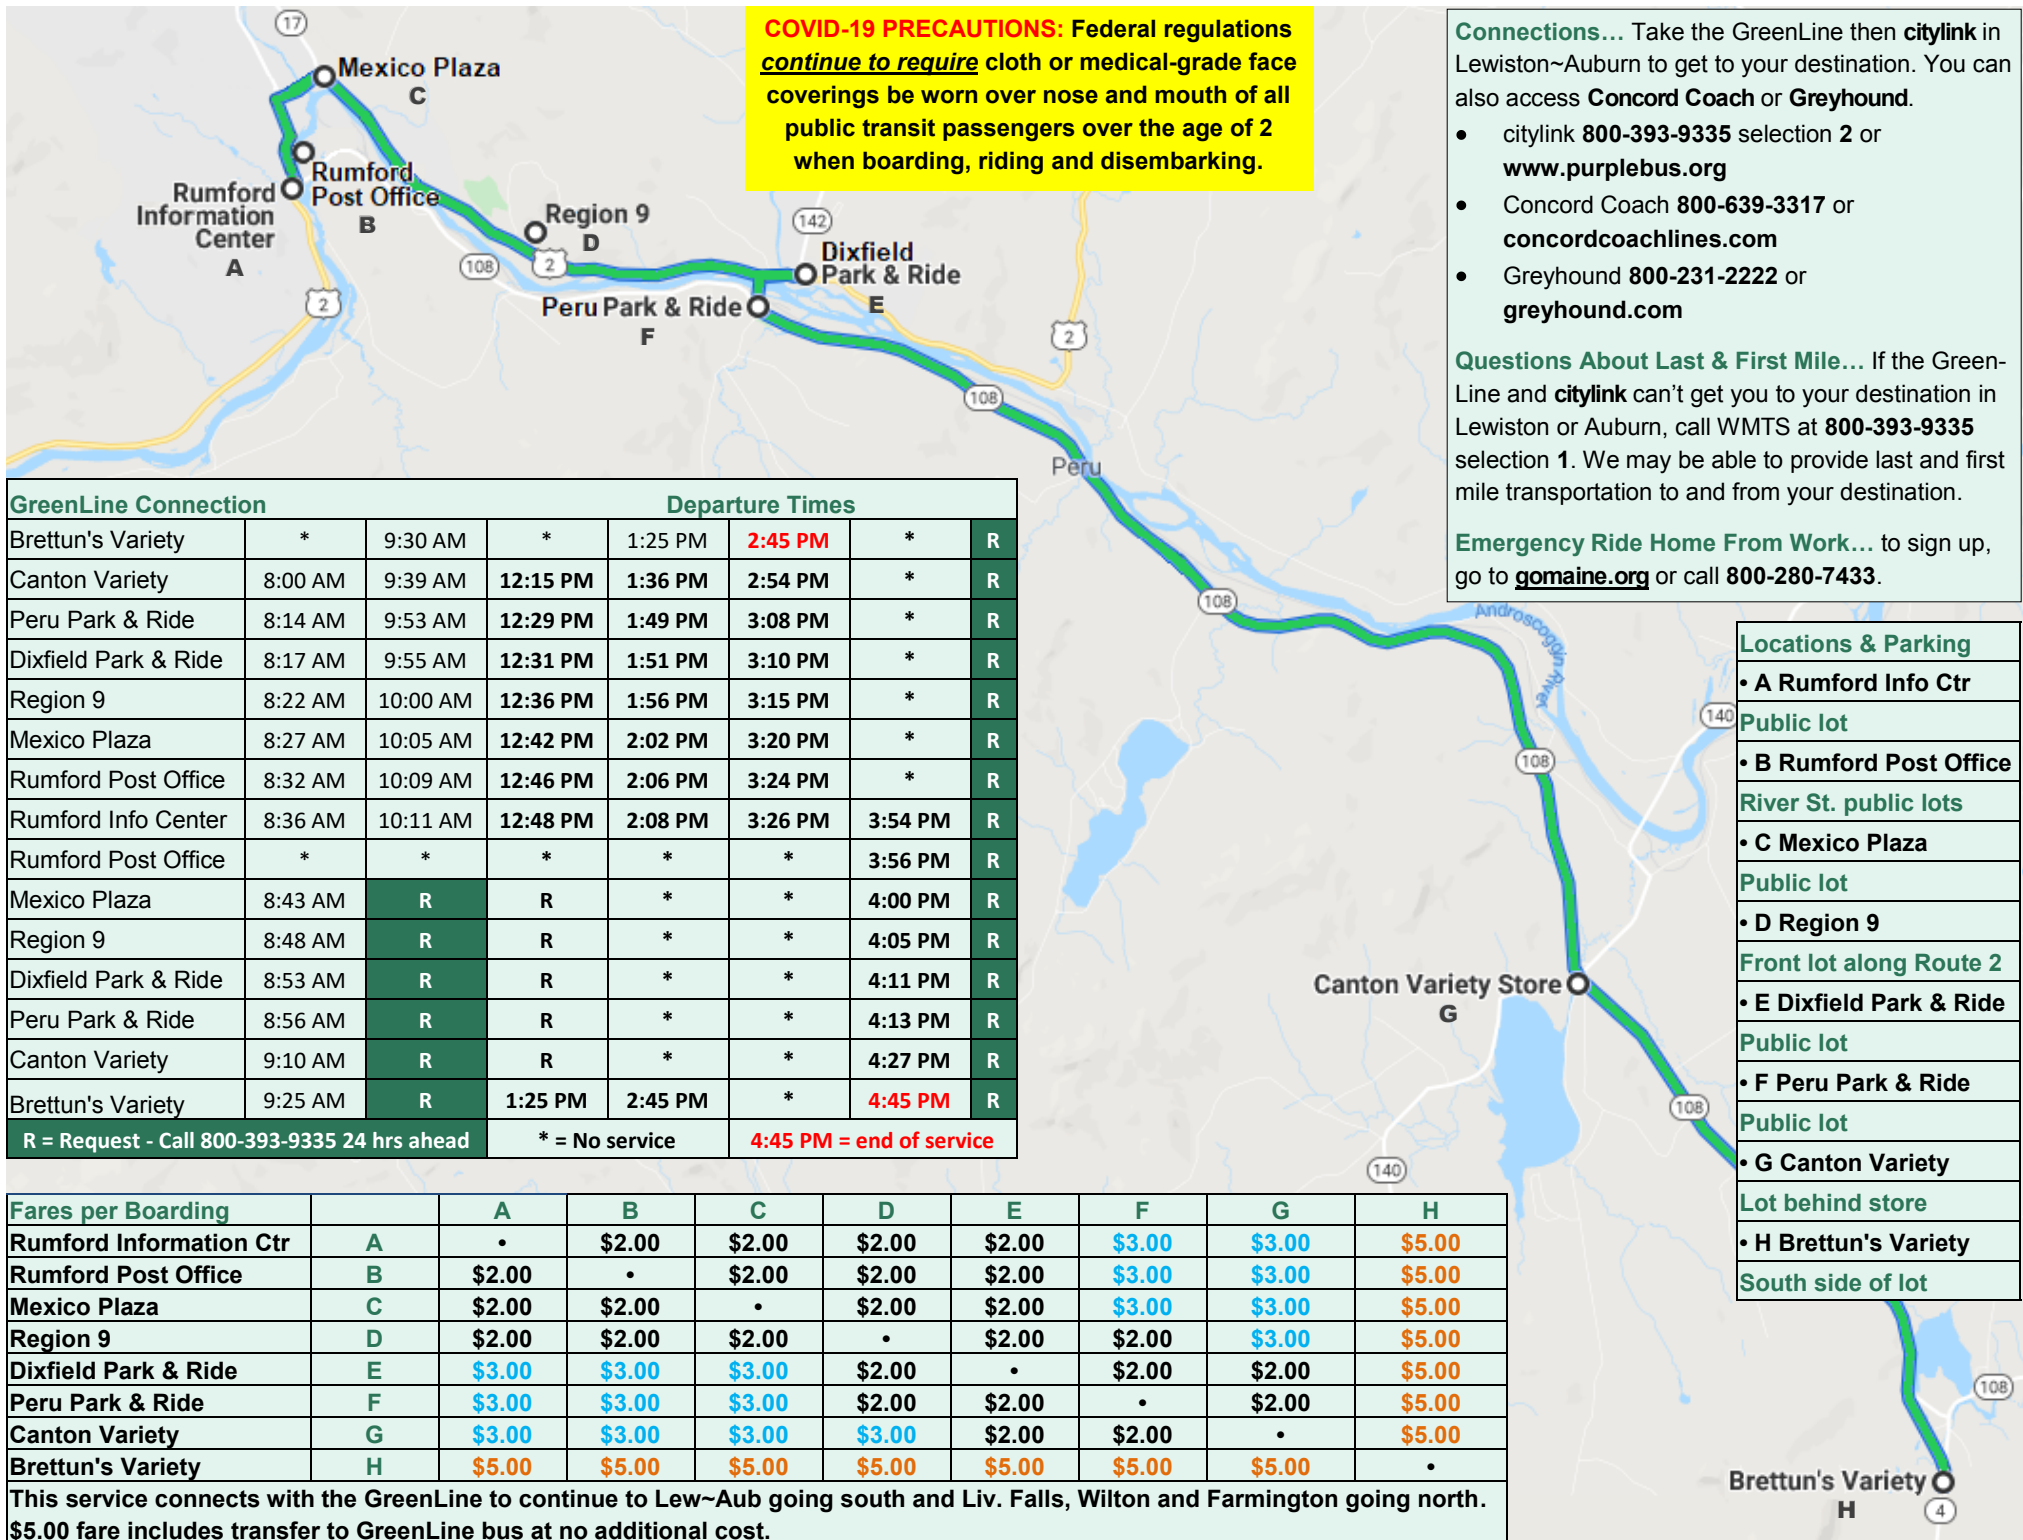 17
Mexico Plaza
C
Rumford
Post Office
B
Rumford
Information
Center
A
2
108
Region 9
D
2
142
Dixfield
Park & Ride
E
Peru Park & Ride
F
2
108
Peru
108
Androscoggin River
140
108
Canton Variety Store
G
108
140
108
Brettun's Variety
H
4
COVID-19 PRECAUTIONS: Federal regulations
continue to require cloth or medical-grade face
coverings be worn over nose and mouth of all
public transit passengers over the age of 2
when boarding, riding and disembarking.
Connections… Take the GreenLine then citylink in
Lewiston~Auburn to get to your destination. You can
also access Concord Coach or Greyhound.
• citylink 800-393-9335 selection 2 or
www.purplebus.org
• Concord Coach 800-639-3317 or
concordcoachlines.com
• Greyhound 800-231-2222 or
greyhound.com
Questions About Last & First Mile… If the Green-
Line and citylink can't get you to your destination in
Lewiston or Auburn, call WMTS at 800-393-9335
selection 1. We may be able to provide last and first
mile transportation to and from your destination.
Emergency Ride Home From Work… to sign up,
go to gomaine.org or call 800-280-7433.
GreenLine Connection Departure Times
Brettun's Variety * 9:30 AM * 1:25 PM 2:45 PM * R
Canton Variety 8:00 AM 9:39 AM 12:15 PM 1:36 PM 2:54 PM * R
Peru Park & Ride 8:14 AM 9:53 AM 12:29 PM 1:49 PM 3:08 PM * R
Dixfield Park & Ride 8:17 AM 9:55 AM 12:31 PM 1:51 PM 3:10 PM * R
Region 9 8:22 AM 10:00 AM 12:36 PM 1:56 PM 3:15 PM * R
Mexico Plaza 8:27 AM 10:05 AM 12:42 PM 2:02 PM 3:20 PM * R
Rumford Post Office 8:32 AM 10:09 AM 12:46 PM 2:06 PM 3:24 PM * R
Rumford Info Center 8:36 AM 10:11 AM 12:48 PM 2:08 PM 3:26 PM 3:54 PM R
Rumford Post Office * * * * * 3:56 PM R
Mexico Plaza 8:43 AM R R * * 4:00 PM R
Region 9 8:48 AM R R * * 4:05 PM R
Dixfield Park & Ride 8:53 AM R R * * 4:11 PM R
Peru Park & Ride 8:56 AM R R * * 4:13 PM R
Canton Variety 9:10 AM R R * * 4:27 PM R
Brettun's Variety 9:25 AM R 1:25 PM 2:45 PM * 4:45 PM R
R = Request - Call 800-393-9335 24 hrs ahead * = No service 4:45 PM = end of service
Locations & Parking
• A Rumford Info Ctr
Public lot
• B Rumford Post Office
River St. public lots
• C Mexico Plaza
Public lot
• D Region 9
Front lot along Route 2
• E Dixfield Park & Ride
Public lot
• F Peru Park & Ride
Public lot
• G Canton Variety
Lot behind store
• H Brettun's Variety
South side of lot
Fares per Boarding A B C D E F G H
Rumford Information Ctr A • $2.00 $2.00 $2.00 $2.00 $3.00 $3.00 $5.00
Rumford Post Office B $2.00 • $2.00 $2.00 $2.00 $3.00 $3.00 $5.00
Mexico Plaza C $2.00 $2.00 • $2.00 $2.00 $3.00 $3.00 $5.00
Region 9 D $2.00 $2.00 $2.00 • $2.00 $2.00 $3.00 $5.00
Dixfield Park & Ride E $3.00 $3.00 $3.00 $2.00 • $2.00 $2.00 $5.00
Peru Park & Ride F $3.00 $3.00 $3.00 $2.00 $2.00 • $2.00 $5.00
Canton Variety G $3.00 $3.00 $3.00 $3.00 $2.00 $2.00 • $5.00
Brettun's Variety H $5.00 $5.00 $5.00 $5.00 $5.00 $5.00 $5.00 •
This service connects with the GreenLine to continue to Lew~Aub going south and Liv. Falls, Wilton and Farmington going north.
$5.00 fare includes transfer to GreenLine bus at no additional cost.